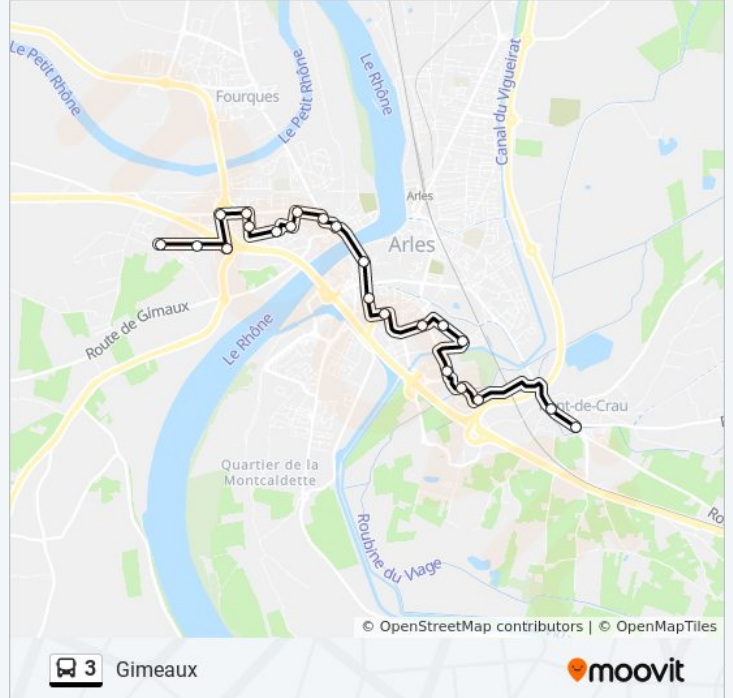 Le Petit Rhône
Fourques
Le Petit Rhône
Le Rhône
Canal du Vigueirat
Arles
Arles
Route de Gimaux
Le Rhône
nt-de-Crau
Quartier de la
Montcaldette
Roubine du Viage
Ro
© OpenStreetMap contributors | © OpenMapTiles
3 Gimeaux
moovit